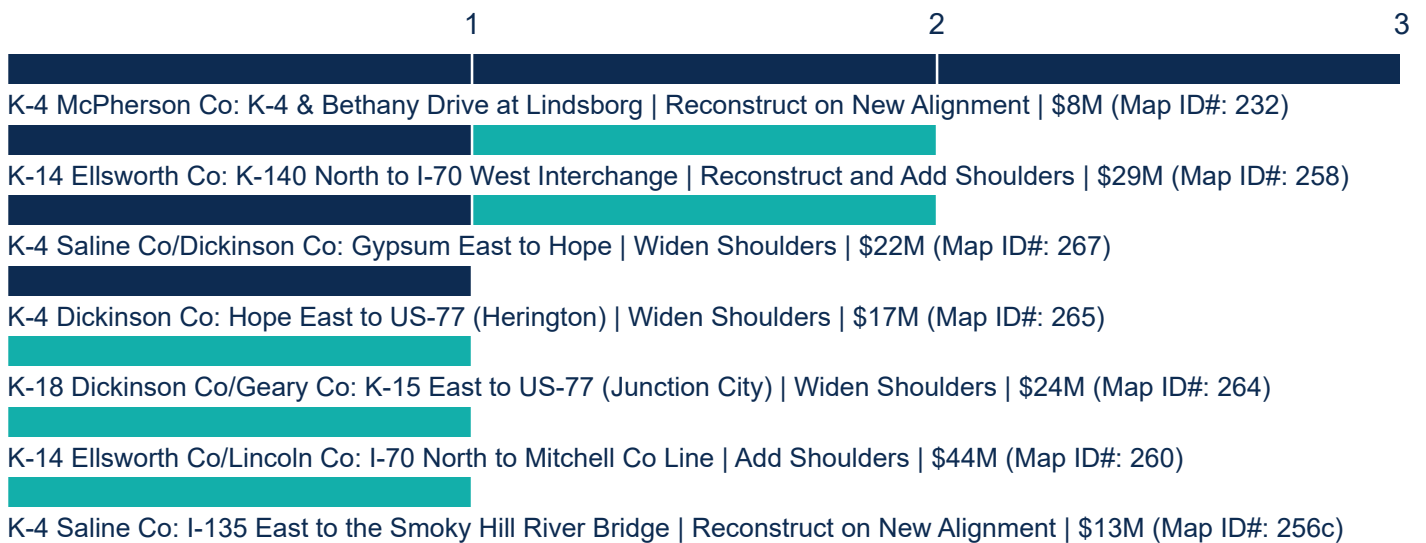 1 2 3
K-4 McPherson Co: K-4 & Bethany Drive at Lindsborg | Reconstruct on New Alignment | $8M (Map ID#: 232)
K-14 Ellsworth Co: K-140 North to I-70 West Interchange | Reconstruct and Add Shoulders | $29M (Map ID#: 258)
K-4 Saline Co/Dickinson Co: Gypsum East to Hope | Widen Shoulders | $22M (Map ID#: 267)
K-4 Dickinson Co: Hope East to US-77 (Herington) | Widen Shoulders | $17M (Map ID#: 265)
K-18 Dickinson Co/Geary Co: K-15 East to US-77 (Junction City) | Widen Shoulders | $24M (Map ID#: 264)
K-14 Ellsworth Co/Lincoln Co: I-70 North to Mitchell Co Line | Add Shoulders | $44M (Map ID#: 260)
K-4 Saline Co: I-135 East to the Smoky Hill River Bridge | Reconstruct on New Alignment | $13M (Map ID#: 256c)